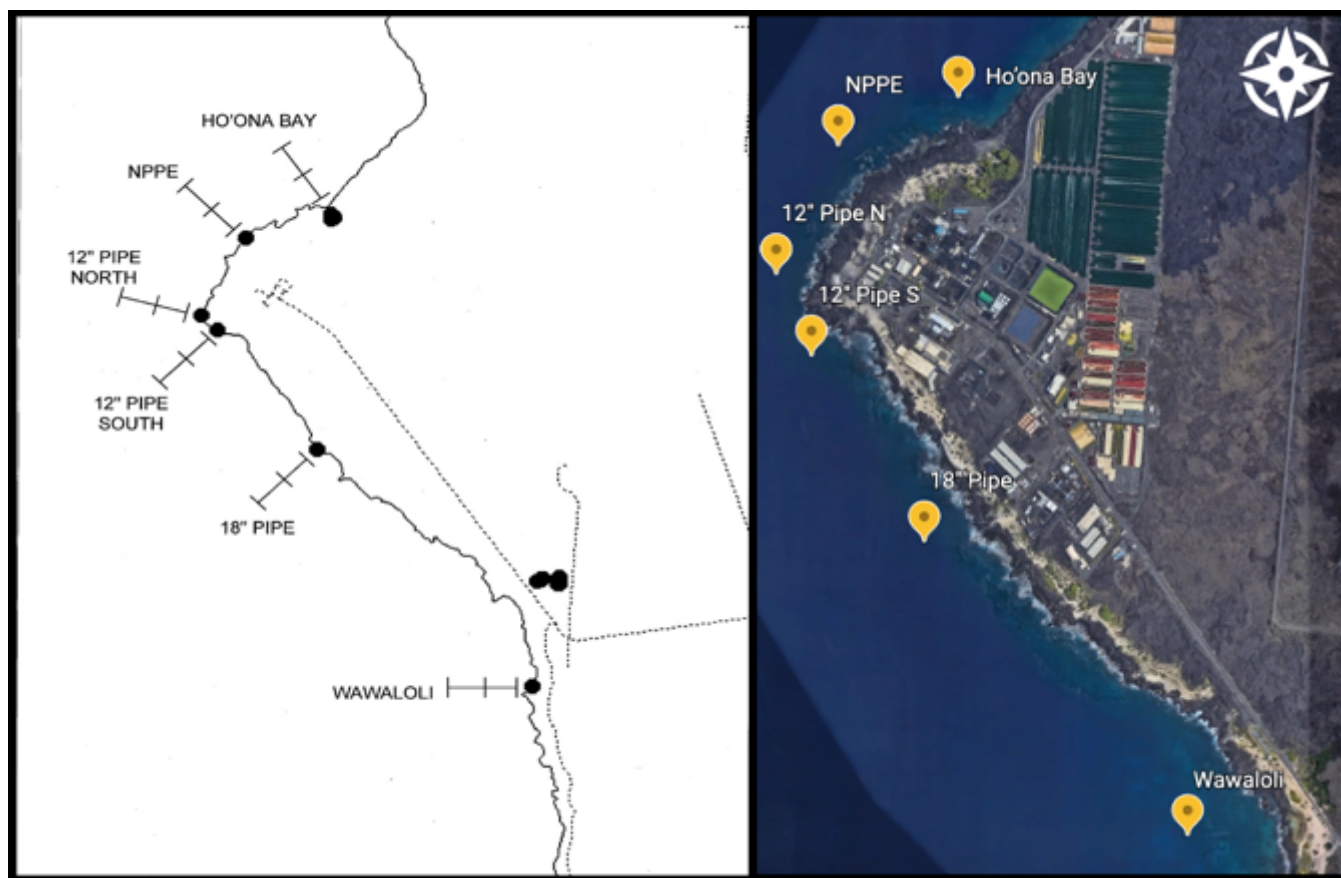 HO'ONA BAY
NPPE
12" PIPE
NORTH
12" PIPE
SOUTH
18" PIPE
WAWALOLI
NPPE
Ho'ona Bay
12" Pipe N
12" Pipe S
18" Pipe
Wawaloli